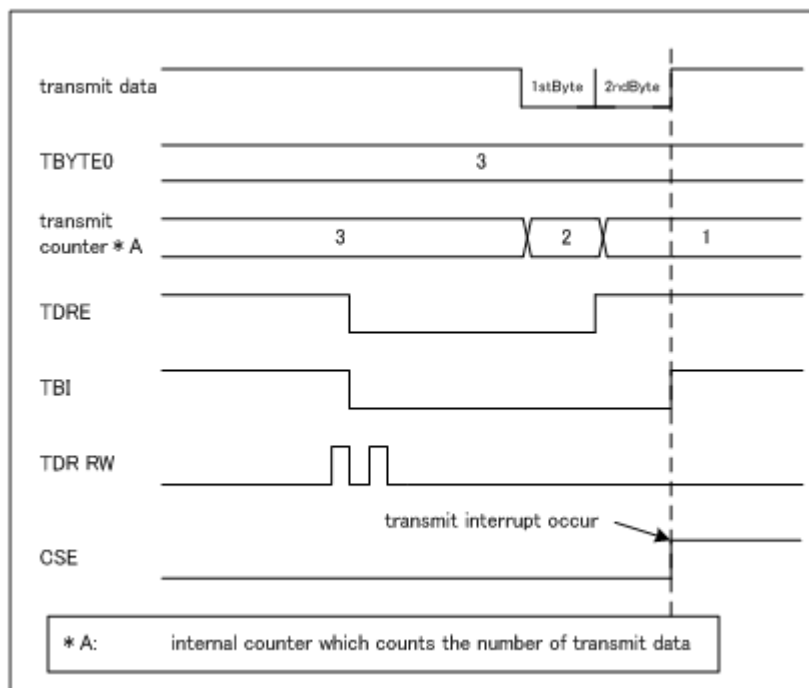 transmit data
1stByte
2ndByte
TBYTE0
3
transmit
counter * A
3
2
1
TDRE
TBI
TDR RW
transmit interrupt occur
CSE
* A: internal counter which counts the number of transmit data